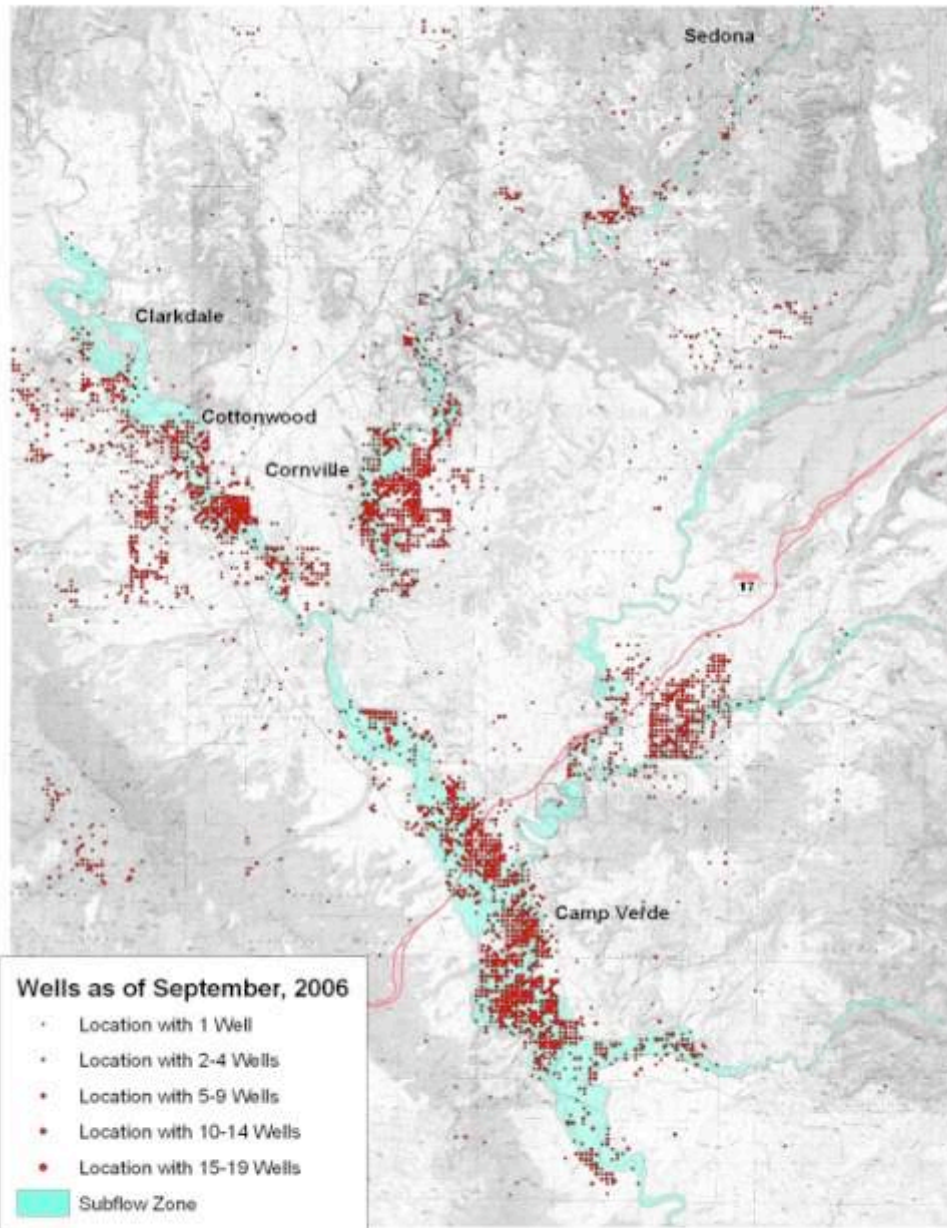 Sedona
Clarkdale
Cottonwood
Cornville
17
Camp Verde
Wells as of September, 2006
Location with 1 Well
Location with 2-4 Wells
Location with 5-9 Wells
Location with 10-14 Wells
Location with 15-19 Wells
Subflow Zone